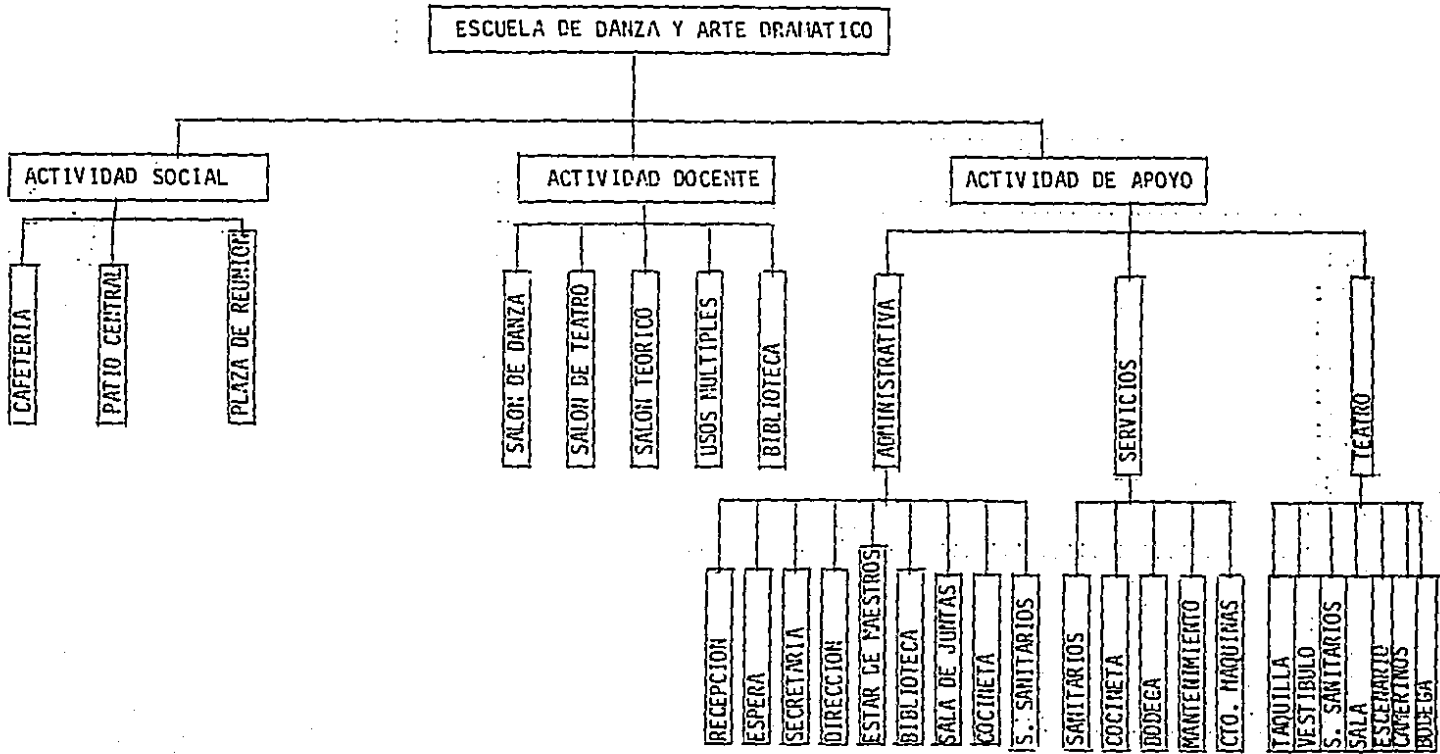 ESCUELA DE DANZA Y ARTE DRAMATICO
ACTIVIDAD SOCIAL
ACTIVIDAD DOCENTE
ACTIVIDAD DE APOYO
CAFETERIA
PATIO CENTRAL
PLAZA DE REUNION
SALON DE DANZA
SALON DE TEATRO
SALON TEORICO
USOS MULTIPLES
BIBLIOTECA
ADMINISTRATIVA
SERVICIOS
TEATRO
RECEPCION
ESPERA
SECRETARIA
DIRECCION
ESTAR DE MAESTROS
BIBLIOTECA
SALA DE JUNTAS
COCINETA
S. SANITARIOS
SANITARIOS
COCINETA
BODEGA
MANTENIMIENTO
CTO. MAQUINAS
TAQUILLA
VESTIBULO
S. SANITARIOS
SALA
ESCENARIO
CAMERINOS
BODEGA